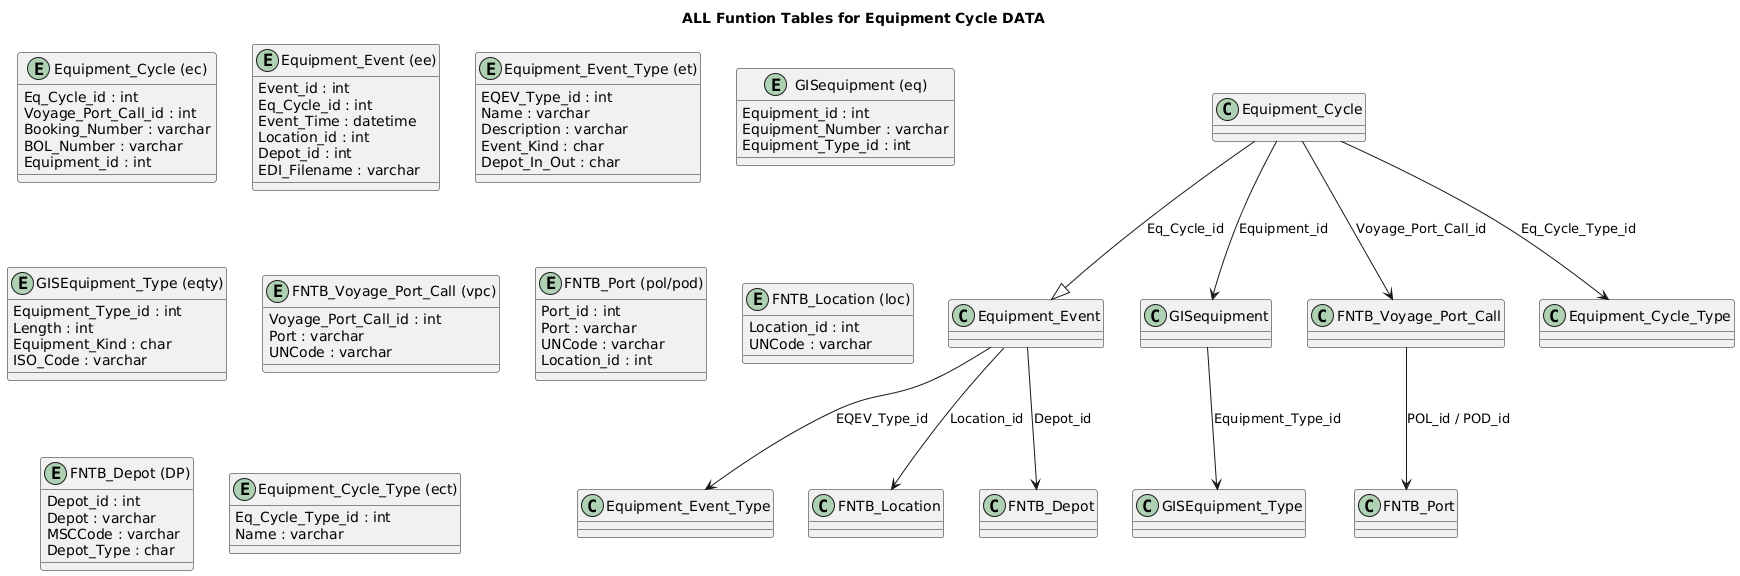 ALL Funtion Tables for Equipment Cycle DATA
E Equipment_Cycle (ec)
Eq_Cycle_id : int
Voyage_Port_Call_id : int
Booking_Number : varchar
BOL_Number : varchar
Equipment_id : int
E Equipment_Event (ee)
Event_id : int
Eq_Cycle_id : int
Event_Time : datetime
Location_id : int
Depot_id : int
EDI_Filename : varchar
E Equipment_Event_Type (et)
EQEV_Type_id : int
Name : varchar
Description : varchar
Event_Kind : char
Depot_In_Out : char
E GISequipment (eq)
Equipment_id : int
Equipment_Number : varchar
Equipment_Type_id : int
C Equipment_Cycle
Eq_Cycle_id
Equipment_id
Voyage_Port_Call_id
Eq_Cycle_Type_id
E GISEquipment_Type (eqty)
Equipment_Type_id : int
Length : int
Equipment_Kind : char
ISO_Code : varchar
E FNTB_Voyage_Port_Call (vpc)
Voyage_Port_Call_id : int
Port : varchar
UNCode : varchar
E FNTB_Port (pol/pod)
Port_id : int
Port : varchar
UNCode : varchar
Location_id : int
E FNTB_Location (loc)
Location_id : int
UNCode : varchar
C Equipment_Event
C GISequipment
C FNTB_Voyage_Port_Call
C Equipment_Cycle_Type
EQEV_Type_id
Location_id
Depot_id
Equipment_Type_id
POL_id / POD_id
E FNTB_Depot (DP)
Depot_id : int
Depot : varchar
MSCCode : varchar
Depot_Type : char
E Equipment_Cycle_Type (ect)
Eq_Cycle_Type_id : int
Name : varchar
C Equipment_Event_Type
C FNTB_Location
C FNTB_Depot
C GISEquipment_Type
C FNTB_Port